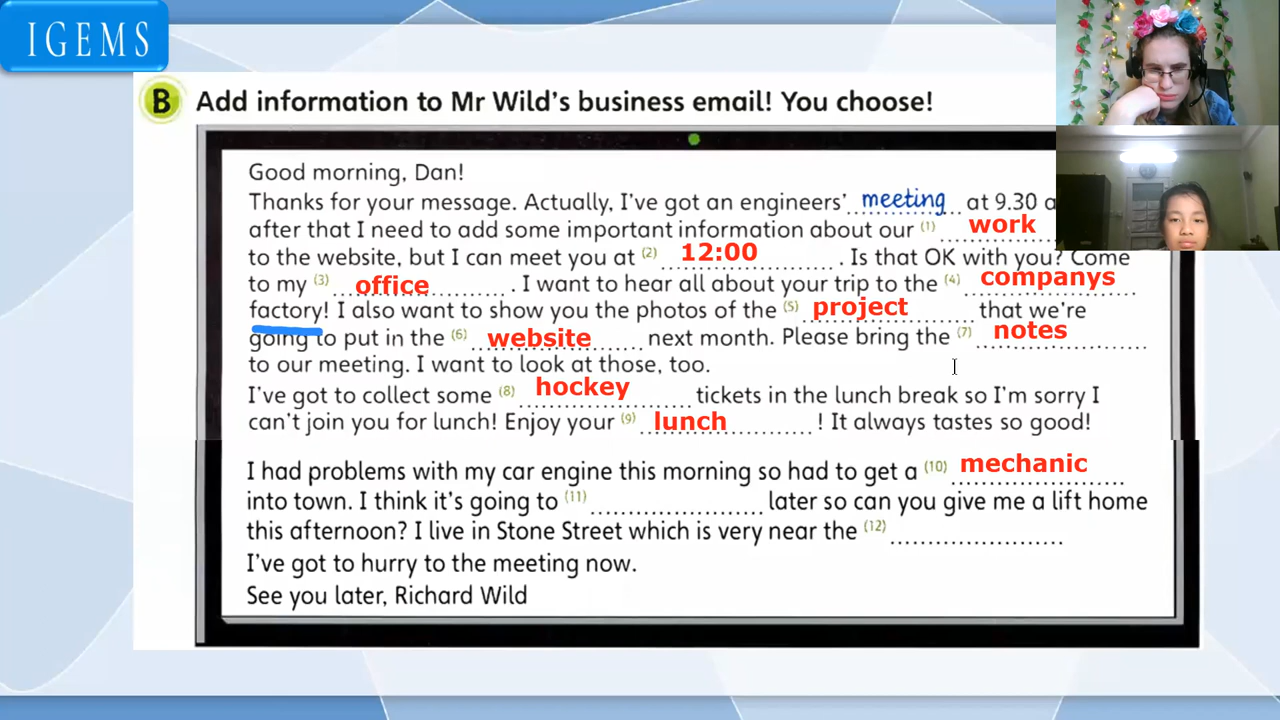 IGEMS
B Add information to Mr Wild's business email! You choose!
Good morning, Dan!
Thanks for your message. Actually, I've got an engineers' meeting at 9.30
after that I need to add some important information about our (1) work
to the website, but I can meet you at (2) 12:00 . Is that OK with you? Come
to my (3) office . I want to hear all about your trip to the (4) companys
factory! I also want to show you the photos of the (5) project that we're
going to put in the (6) website next month. Please bring the (7) notes
to our meeting. I want to look at those, too.
I've got to collect some (8) hockey tickets in the lunch break so I'm sorry I
can't join you for lunch! Enjoy your (9) lunch ! It always tastes so good!
I had problems with my car engine this morning so had to get a (10) mechanic
into town. I think it's going to (11) .................... later so can you give me a lift home
this afternoon? I live in Stone Street which is very near the (12) ....................
I've got to hurry to the meeting now.
See you later, Richard Wild